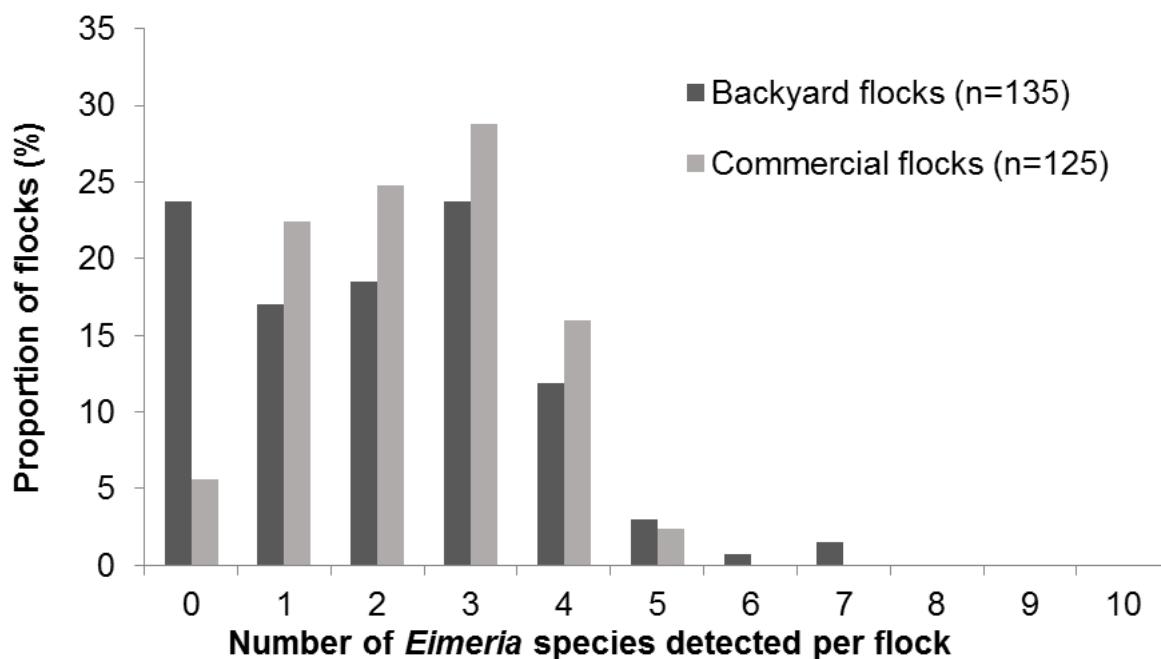 35
30
25
20
15
10
5
0
Proportion of flocks (%)
Backyard flocks (n=135)
Commercial flocks (n=125)
0 1 2 3 4 5 6 7 8 9 10
Number of Eimeria species detected per flock